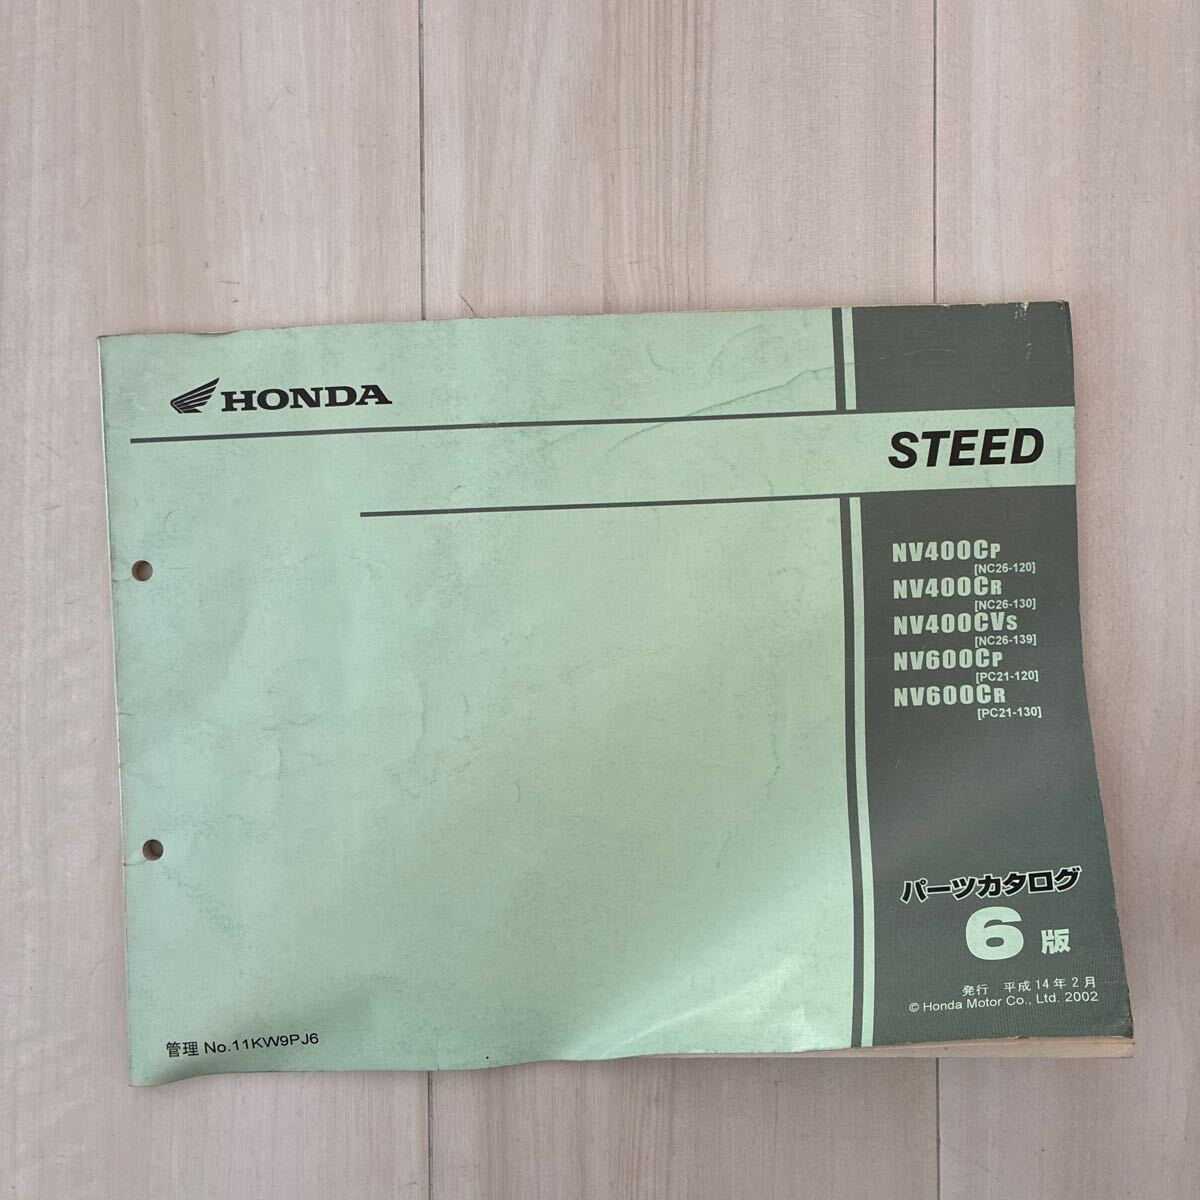 HONDA
STEED
NV400CP
[NC26-120]
NV400CR
[NC26-130]
NV400CVS
[NC26-139]
NV600CP
[PC21-120]
NV600CR
[PC21-130]
パーツカタログ
6 版
発行 平成14年2月
© Honda Motor Co., Ltd. 2002
管理 No.11KW9PJ6